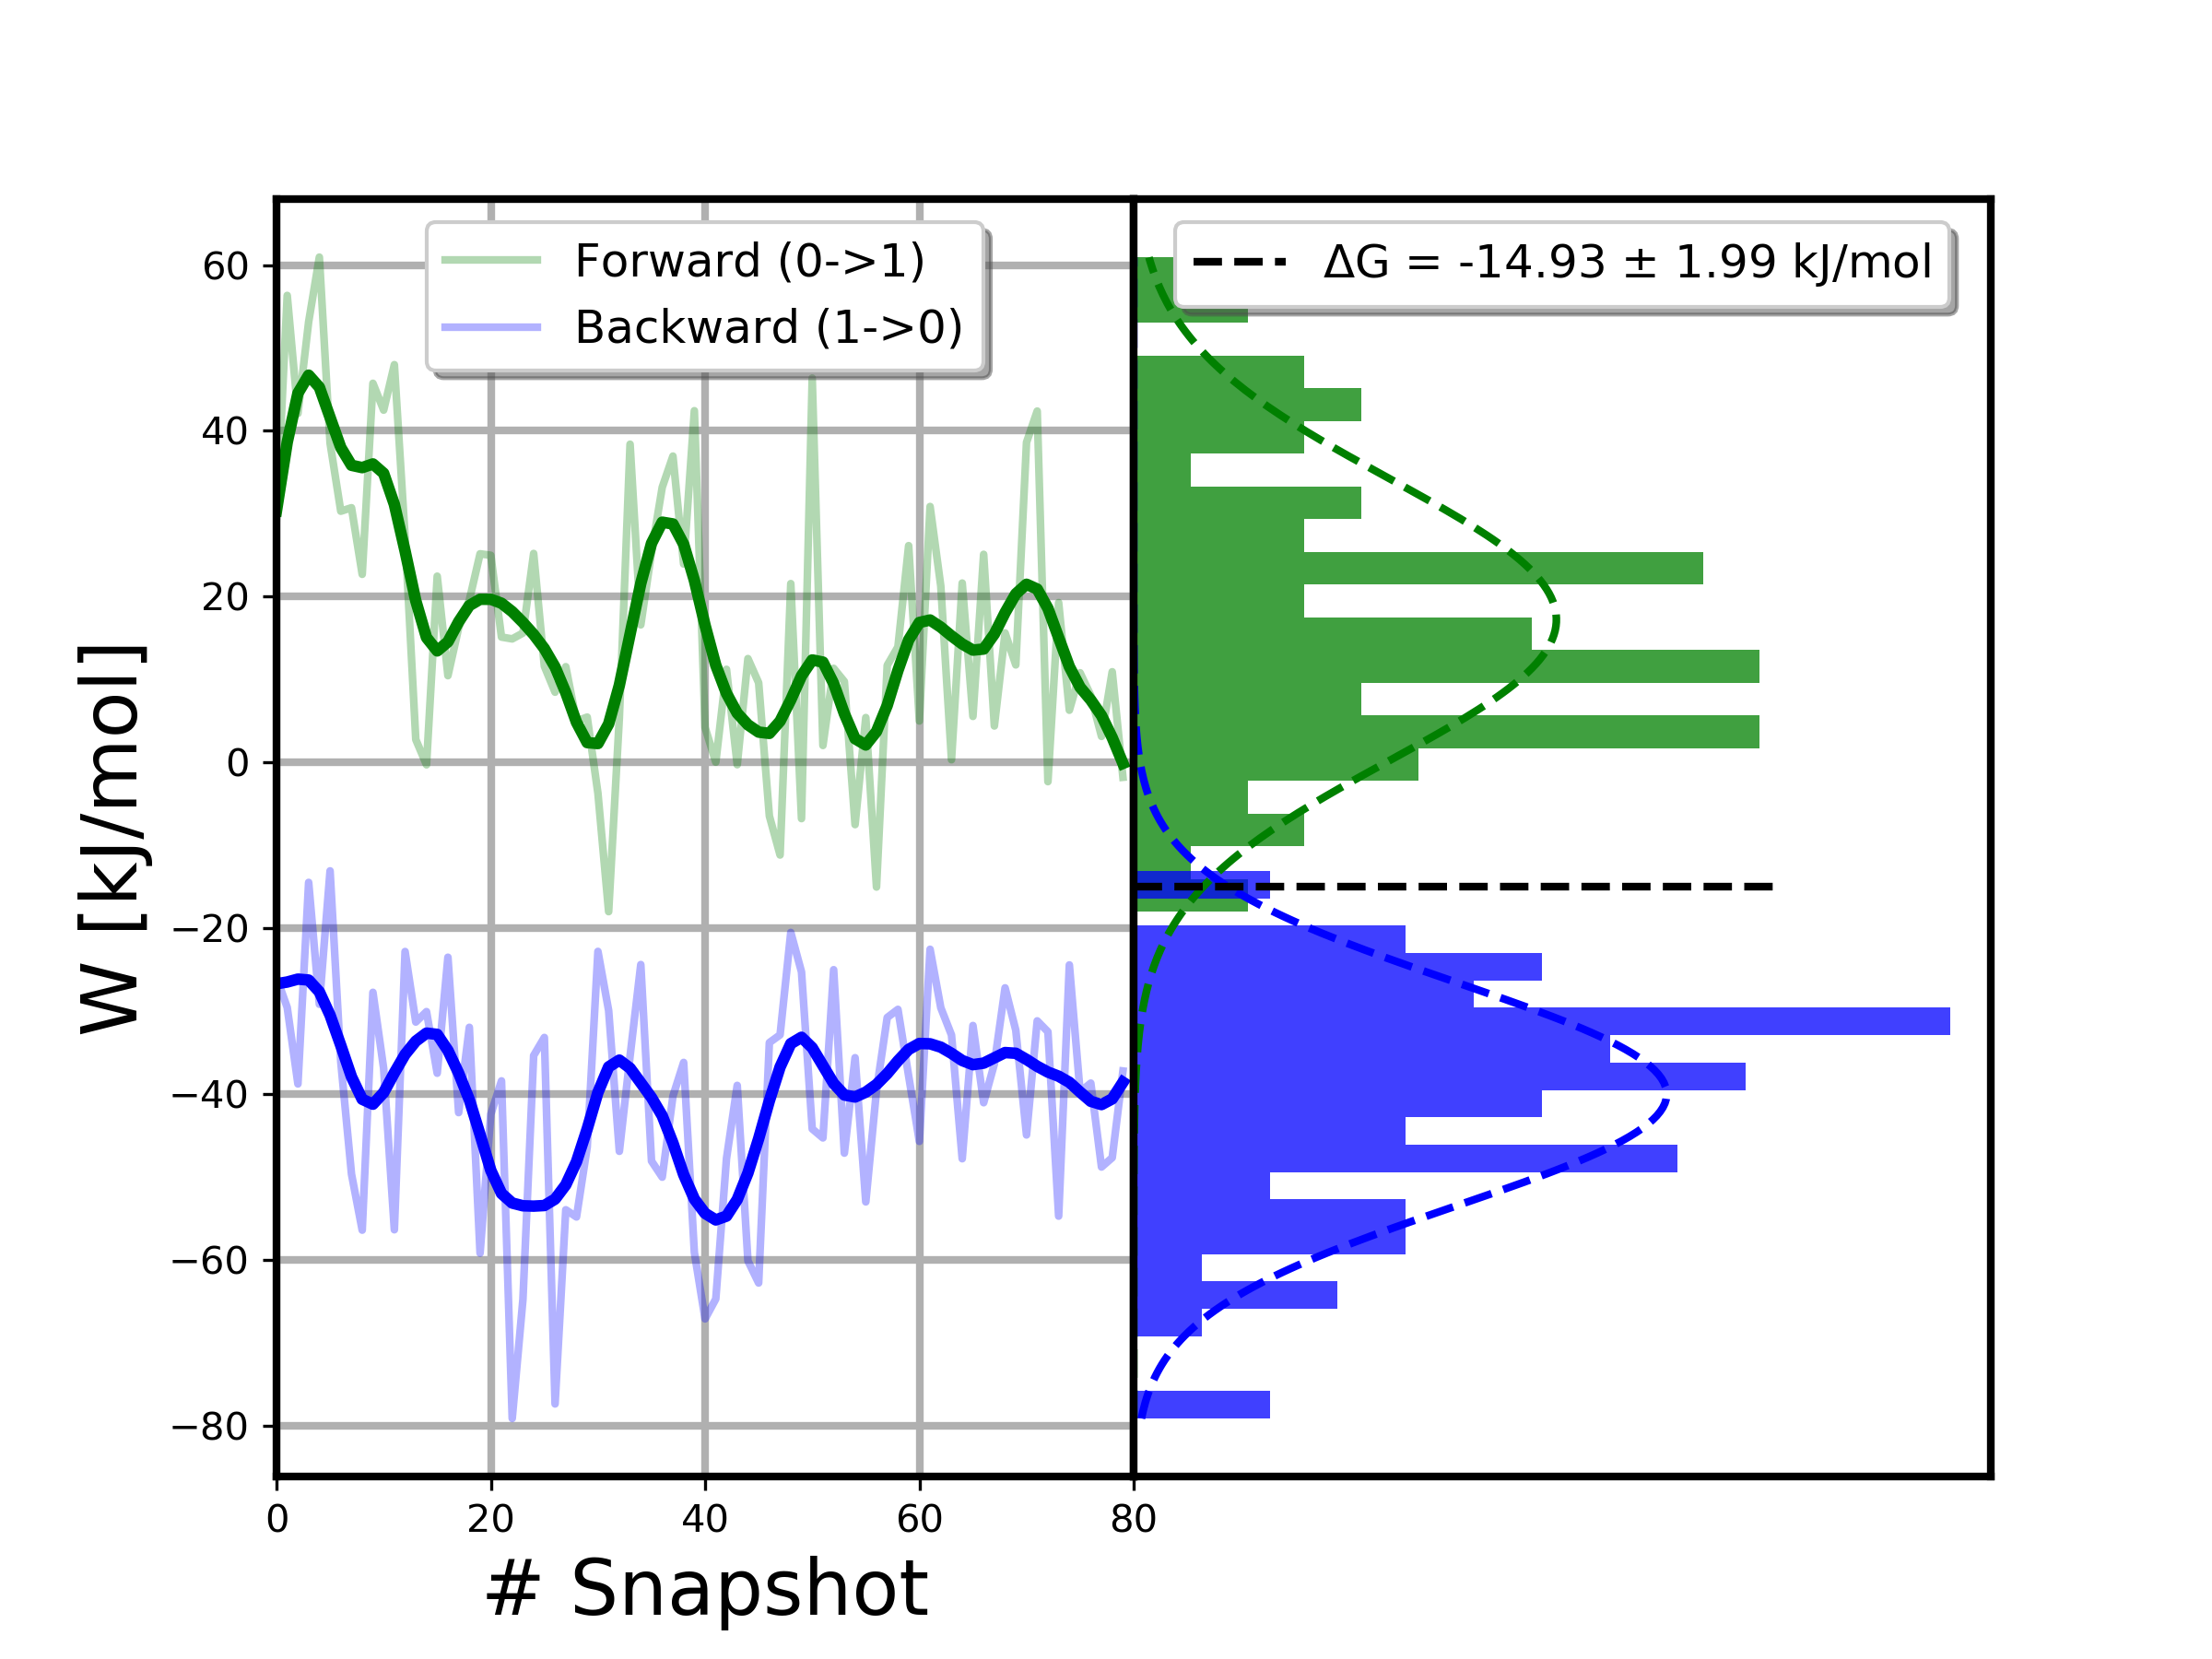 Forward (0->1)
Backward (1->0)
ΔG = -14.93 ± 1.99 kJ/mol
W [kJ/mol]
60
40
20
0
−20
−40
−60
−80
0 20 40 60 80
# Snapshot